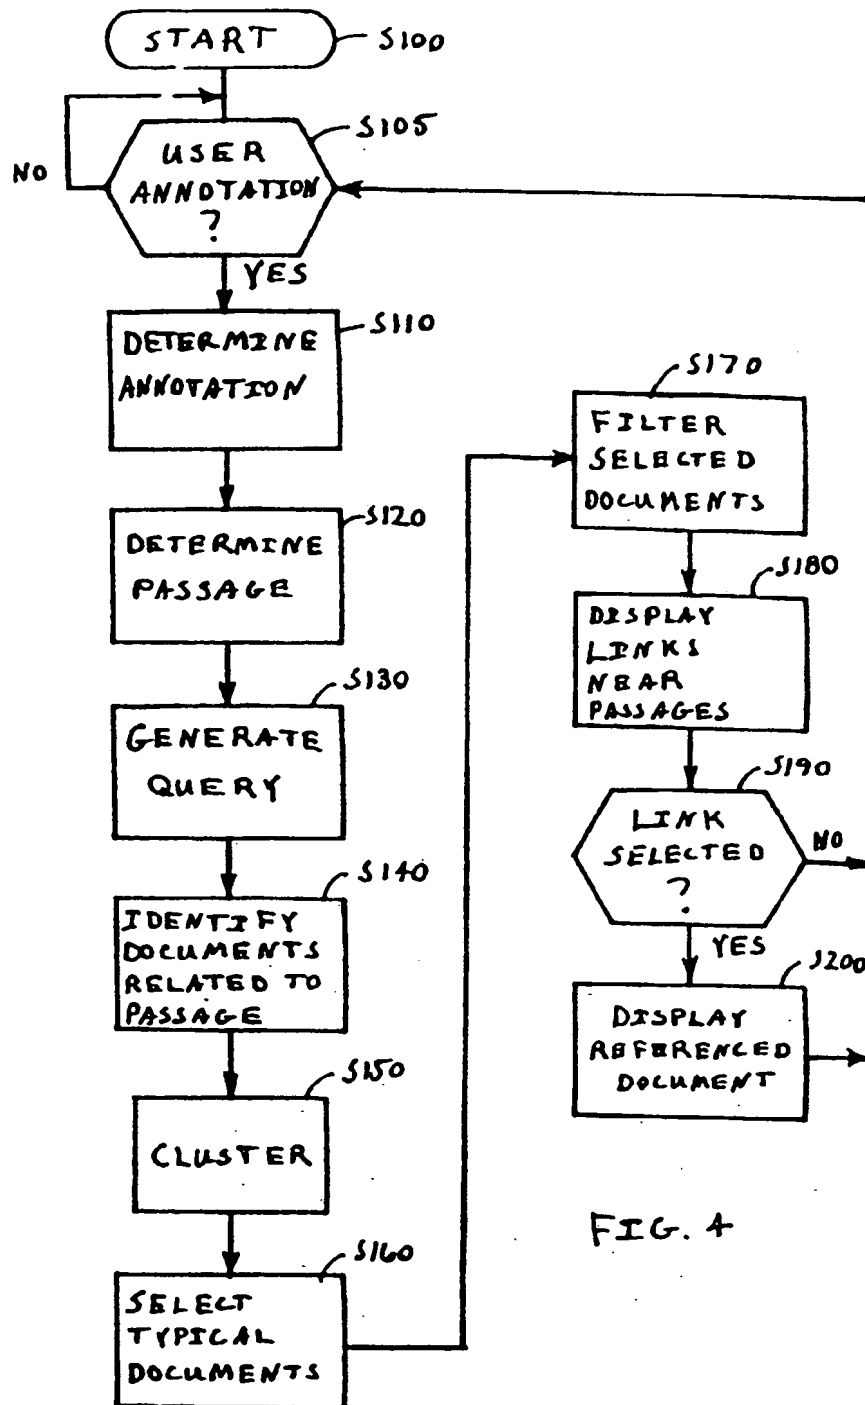 START
S100
S105
USER
ANNOTATION
?
NO
YES
S110
DETERMINE
ANNOTATION
S120
DETERMINE
PASSAGE
S130
GENERATE
QUERY
S140
IDENTIFY
DOCUMENTS
RELATED TO
PASSAGE
S150
CLUSTER
S160
SELECT
TYPICAL
DOCUMENTS
S170
FILTER
SELECTED
DOCUMENTS
S180
DISPLAY
LINKS
NEAR
PASSAGES
S190
LINK
SELECTED
?
NO
YES
S200
DISPLAY
REFERENCED
DOCUMENT
FIG. 4